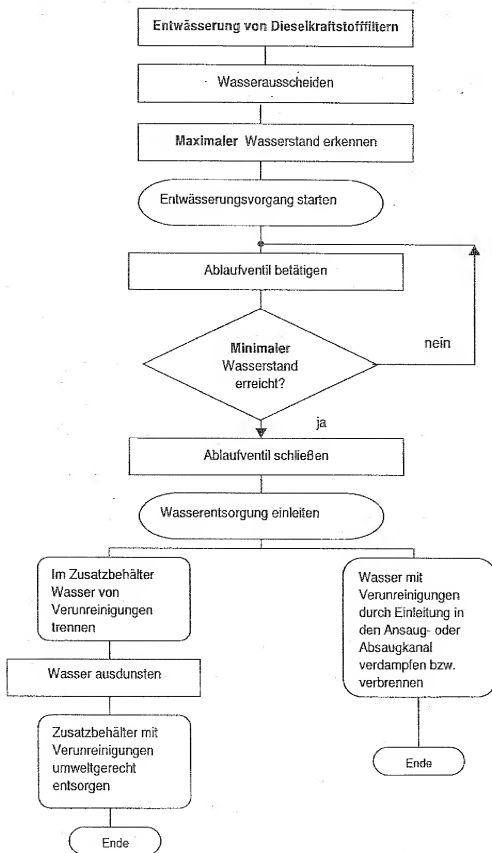 Entwässerung von Dieselkraftstofffiltern
Wasserausscheiden
Maximaler Wasserstand erkennen
Entwässerungsvorgang starten
Ablaufventil betätigen
Minimaler
Wasserstand
erreicht?
nein
ja
Ablaufventil schließen
Wasserentsorgung einleiten
Im Zusatzbehälter
Wasser von
Verunreinigungen
trennen
Wasser ausdunsten
Zusatzbehälter mit
Verunreinigungen
umweltgerecht
entsorgen
Ende
Wasser mit
Verunreinigungen
durch Einleitung in
den Ansaug- oder
Absaugkanal
verdampfen bzw.
verbrennen
Ende